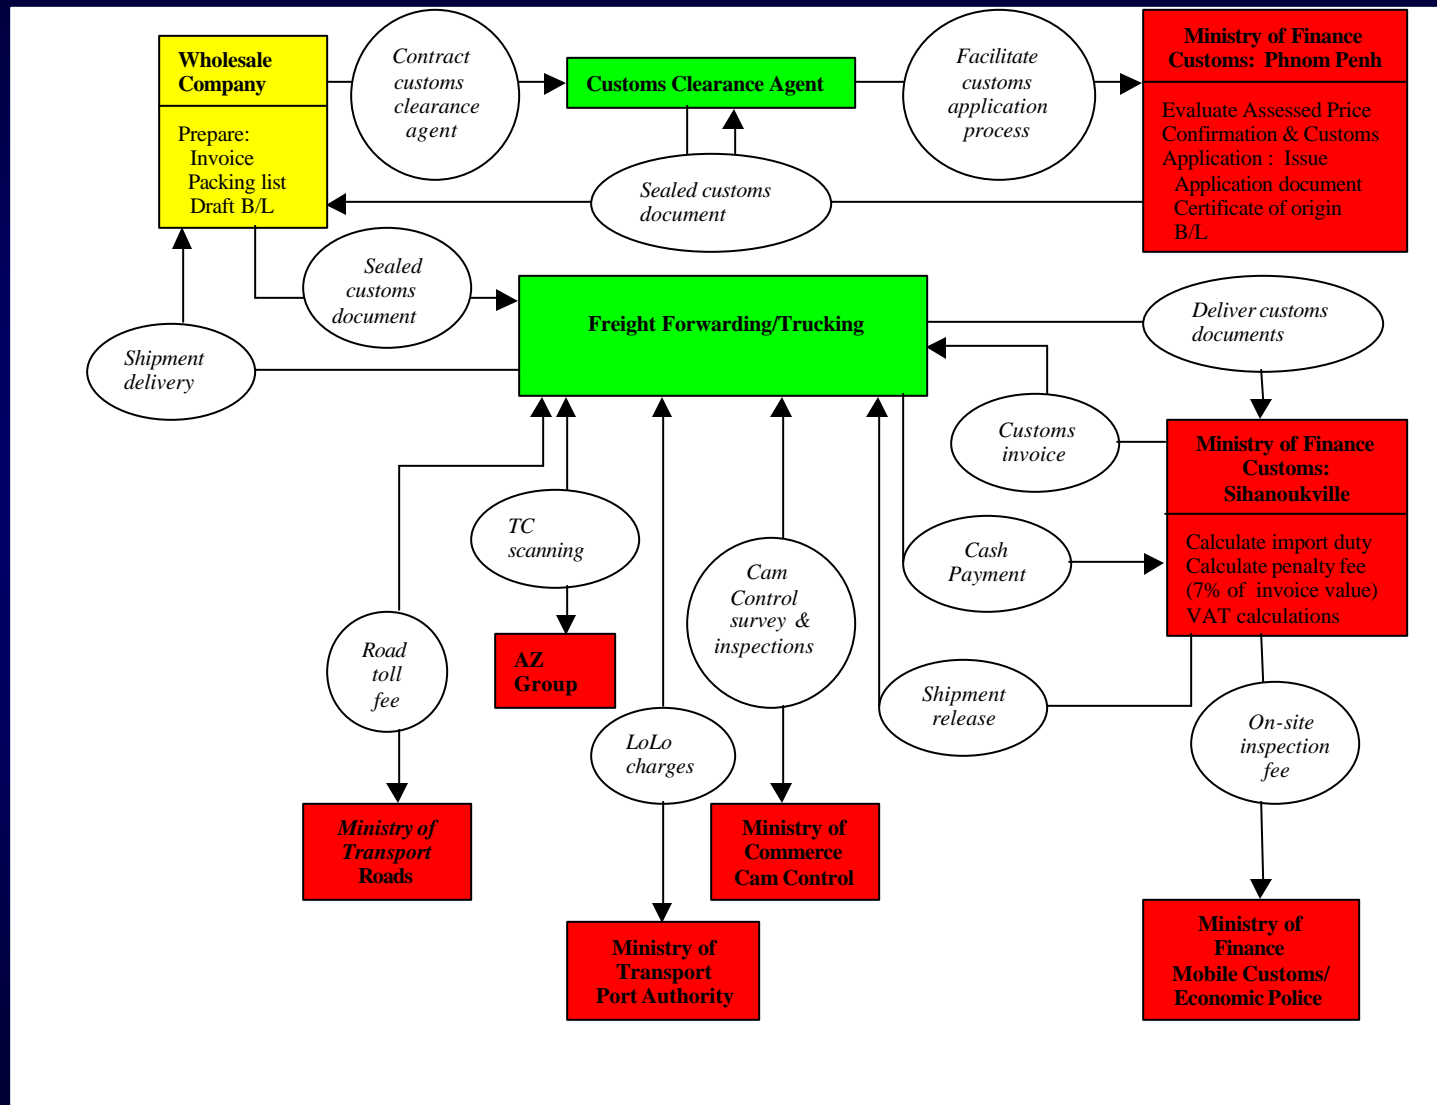 Wholesale
Company
Prepare:
Invoice
Packing list
Draft B/L
Contract
customs
clearance
agent
Customs Clearance Agent
Facilitate
customs
application
process
Ministry of Finance
Customs: Phnom Penh
Evaluate Assessed Price
Confirmation & Customs
Application : Issue
Application document
Certificate of origin
B/L
Sealed customs
document
Sealed
customs
document
Shipment
delivery
Freight Forwarding/Trucking
Deliver customs
documents
Customs
invoice
Ministry of Finance
Customs:
Sihanoukville
Calculate import duty
Calculate penalty fee
(7% of invoice value)
VAT calculations
Cash
Payment
TC
scanning
Cam
Control
survey &
inspections
Road
toll
fee
AZ
Group
Shipment
release
LoLo
charges
On-site
inspection
fee
Ministry of
Transport
Roads
Ministry of
Commerce
Cam Control
Ministry of
Transport
Port Authority
Ministry of
Finance
Mobile Customs/
Economic Police